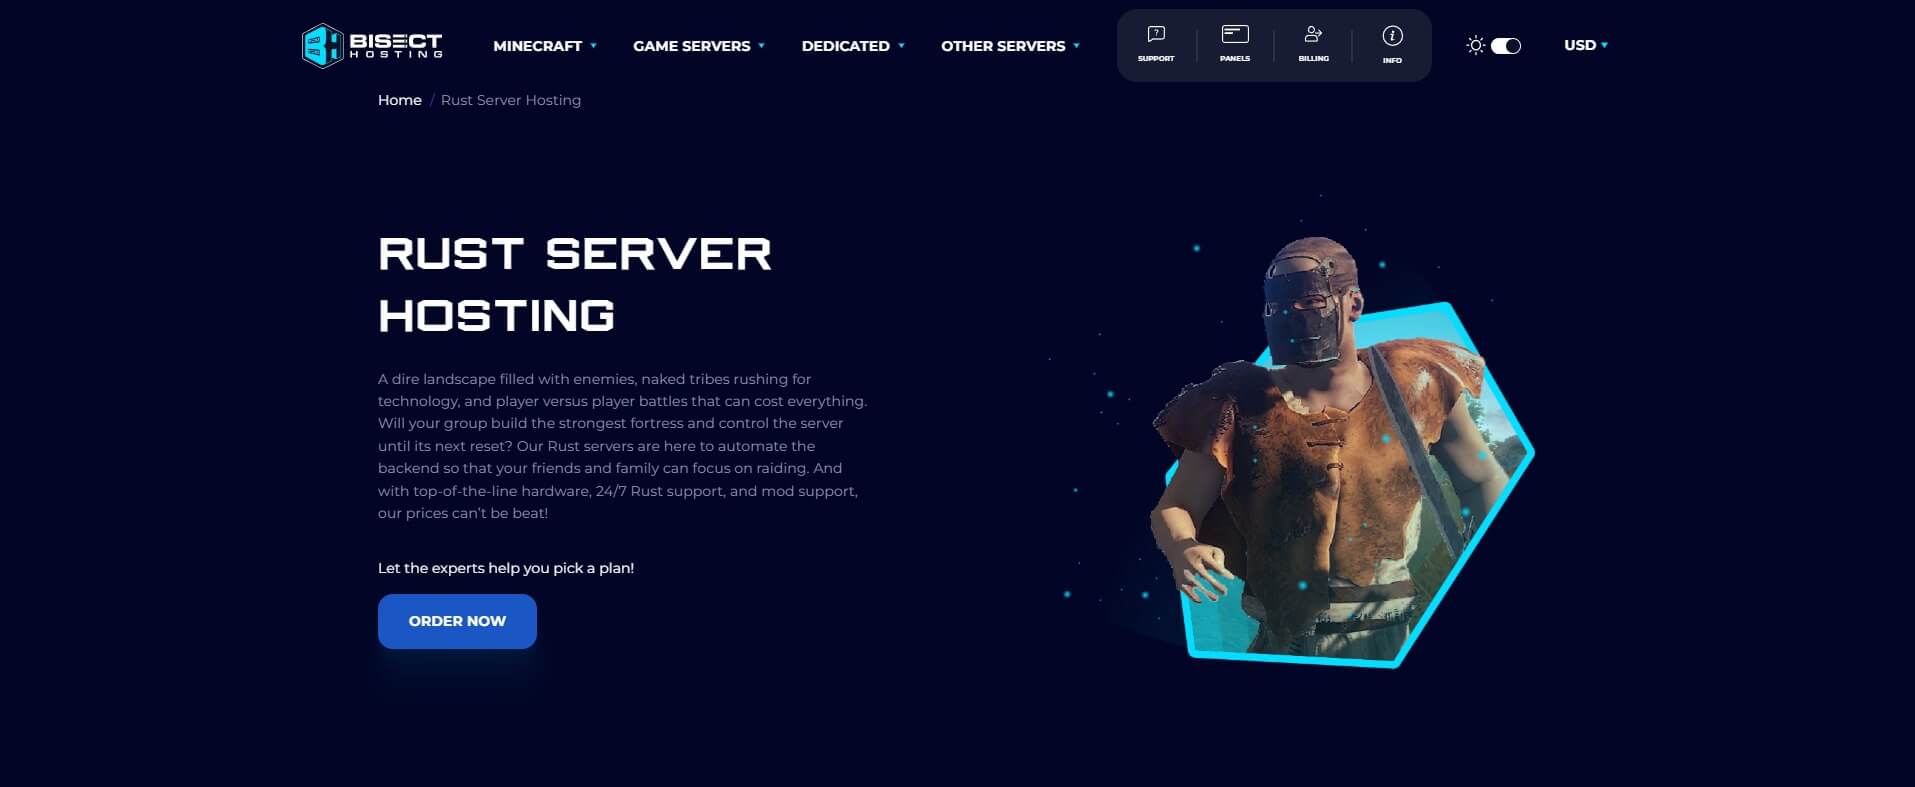 BISECT
HOSTING
MINECRAFT
GAME SERVERS
DEDICATED
OTHER SERVERS
SUPPORT
PANELS
BILLING
INFO
USD
Home / Rust Server Hosting
RUST SERVER
HOSTING
A dire landscape filled with enemies, naked tribes rushing for
technology, and player versus player battles that can cost everything.
Will your group build the strongest fortress and control the server
until its next reset? Our Rust servers are here to automate the
backend so that your friends and family can focus on raiding. And
with top-of-the-line hardware, 24/7 Rust support, and mod support,
our prices can’t be beat!
Let the experts help you pick a plan!
ORDER NOW